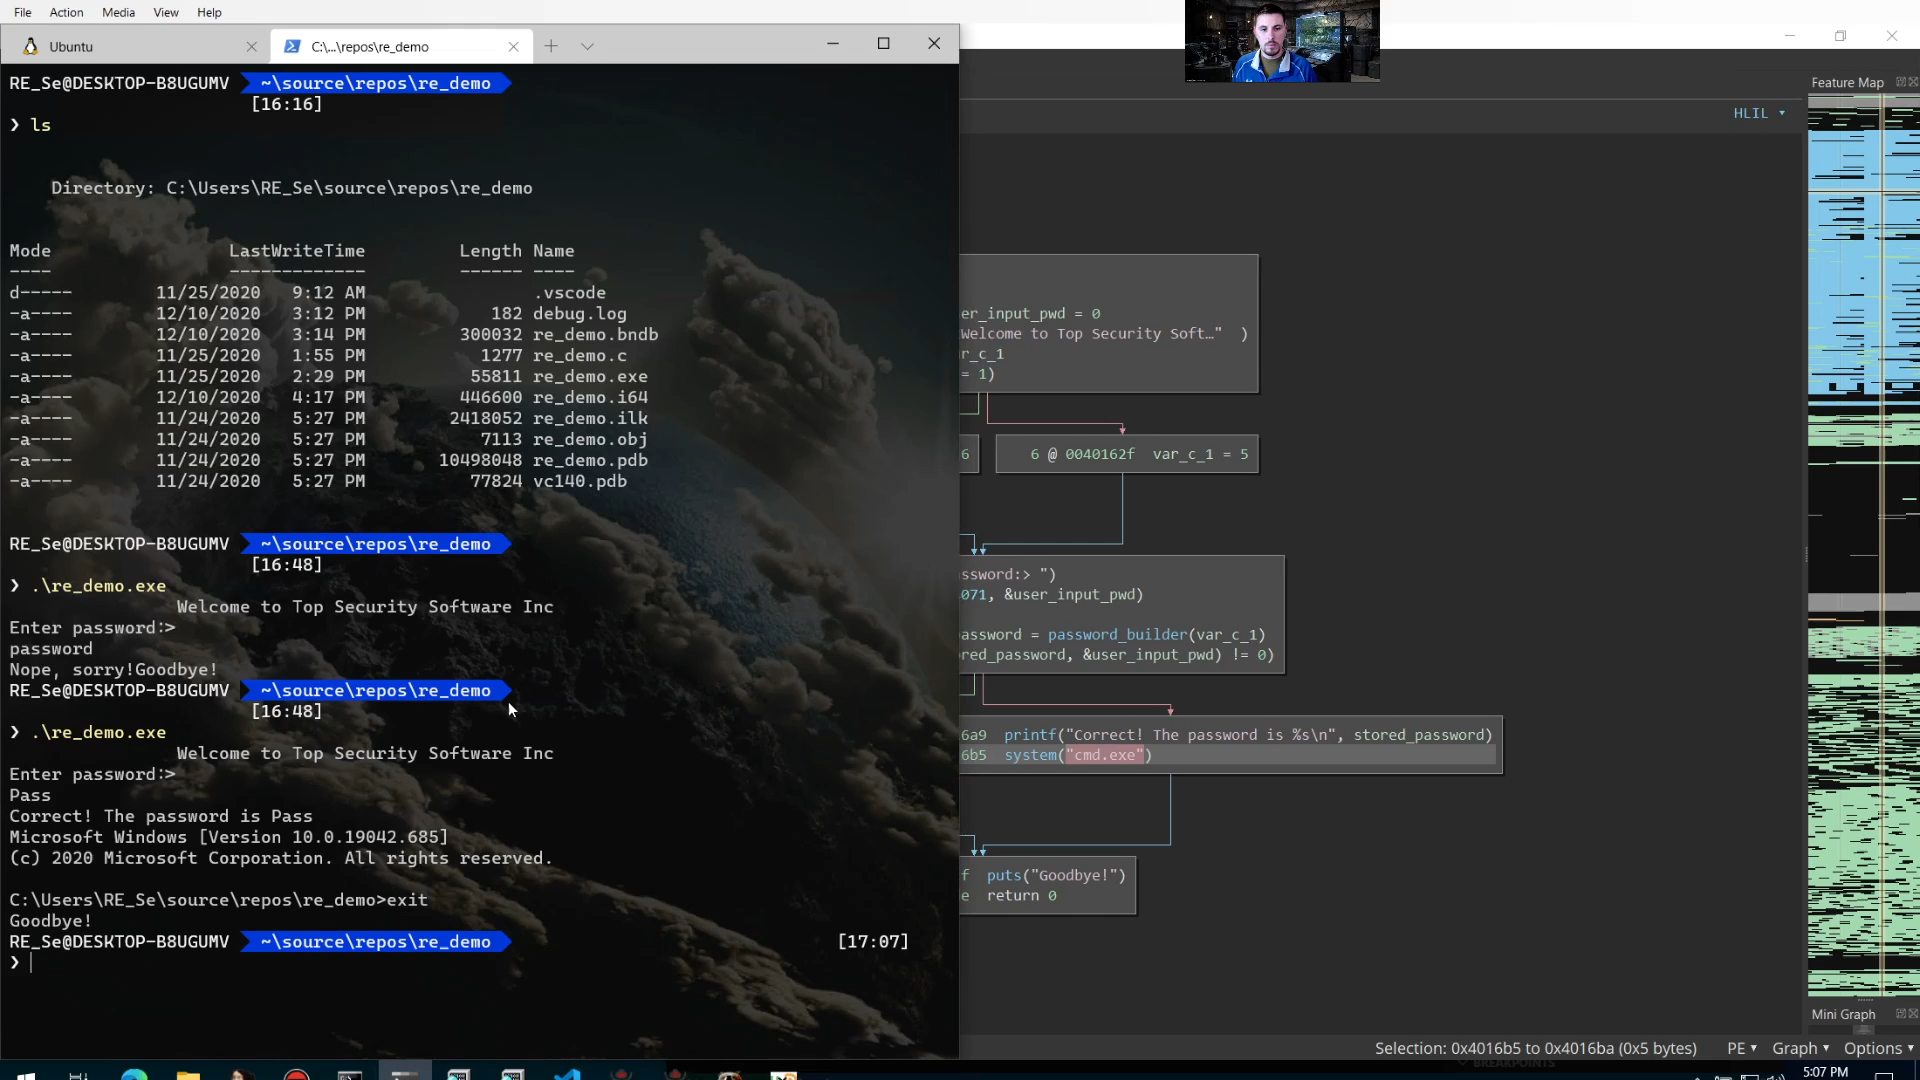 File Action Media View Help
Ubuntu
C:\...\repos\re_demo
RE_Se@DESKTOP-B8UGUMV ~\source\repos\re_demo
[16:16]
❯ ls
Directory: C:\Users\RE_Se\source\repos\re_demo
Mode LastWriteTime Length Name
---- ------------- ------ ----
d----- 11/25/2020 9:12 AM .vscode
-a---- 12/10/2020 3:12 PM 182 debug.log
-a---- 12/10/2020 3:14 PM 300032 re_demo.bndb
-a---- 11/25/2020 1:55 PM 1277 re_demo.c
-a---- 11/25/2020 2:29 PM 55811 re_demo.exe
-a---- 12/10/2020 4:17 PM 446600 re_demo.i64
-a---- 11/24/2020 5:27 PM 2418052 re_demo.ilk
-a---- 11/24/2020 5:27 PM 7113 re_demo.obj
-a---- 11/24/2020 5:27 PM 10498048 re_demo.pdb
-a---- 11/24/2020 5:27 PM 77824 vc140.pdb
RE_Se@DESKTOP-B8UGUMV ~\source\repos\re_demo
[16:48]
❯ .\re_demo.exe
Welcome to Top Security Software Inc
Enter password:>
password
Nope, sorry!Goodbye!
RE_Se@DESKTOP-B8UGUMV ~\source\repos\re_demo
[16:48]
❯ .\re_demo.exe
Welcome to Top Security Software Inc
Enter password:>
Pass
Correct! The password is Pass
Microsoft Windows [Version 10.0.19042.685]
(c) 2020 Microsoft Corporation. All rights reserved.
C:\Users\RE_Se\source\repos\re_demo>exit
Goodbye!
RE_Se@DESKTOP-B8UGUMV ~\source\repos\re_demo [17:07]
❯
Feature Map
HLIL
er_input_pwd = 0
Welcome to Top Security Soft…" )
r_c_1
= 1)
6
6 @ 0040162f var_c_1 = 5
ssword:> ")
071, &user_input_pwd)
password = password_builder(var_c_1)
red_password, &user_input_pwd) != 0)
6a9 printf("Correct! The password is %s\n", stored_password)
6b5 system("cmd.exe")
f puts("Goodbye!")
e return 0
Mini Graph
Selection: 0x4016b5 to 0x4016ba (0x5 bytes) PE Graph Options
BREAKPOINTS
5:07 PM